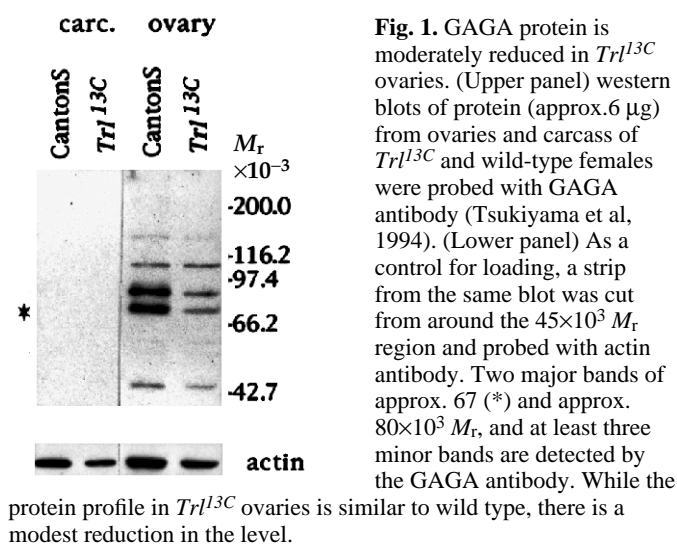 carc. ovary
CantonS
Trl 13C
CantonS
Trl 13C
Mr
×10–3
-200.0
-116.2
-97.4
*
-66.2
-42.7
actin
Fig. 1. GAGA protein is
moderately reduced in Trl13C
ovaries. (Upper panel) western
blots of protein (approx.6 μg)
from ovaries and carcass of
Trl13C and wild-type females
were probed with GAGA
antibody (Tsukiyama et al,
1994). (Lower panel) As a
control for loading, a strip
from the same blot was cut
from around the 45×103 Mr
region and probed with actin
antibody. Two major bands of
approx. 67 (*) and approx.
80×103 Mr, and at least three
minor bands are detected by
the GAGA antibody. While the
protein profile in Trl13C ovaries is similar to wild type, there is a
modest reduction in the level.